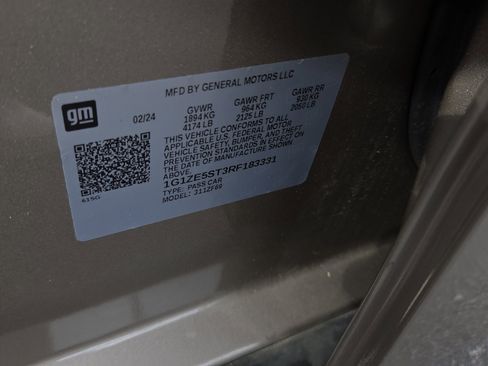 MFD BY GENERAL MOTORS LLC
gm
02/24
GVWR GAWR FRT GAWR RR
1894 KG 964 KG 930 KG
4174 LB 2125 LB 2050 LB
THIS VEHICLE CONFORMS TO ALL
APPLICABLE U.S. FEDERAL MOTOR
VEHICLE SAFETY, BUMPER, AND THEFT
PREVENTION STANDARDS IN EFFECT ON
THE DATE OF MANUFACTURE SHOWN
ABOVE.
1G1ZE5ST3RF183331
TYPE: PASS CAR
MODEL: 311ZF69